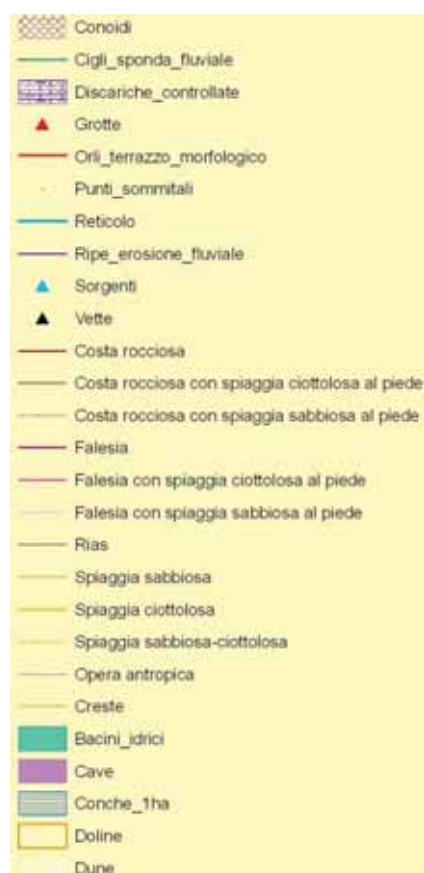 Conoidi
Cigli_sponda_fluviale
Discariche_controllate
Grotte
Orli_terrazzo_morfologico
Punti_sommitali
Reticolo
Ripe_erosione_fluviale
Sorgenti
Vette
Costa rocciosa
Costa rocciosa con spiaggia ciottolosa al piede
Costa rocciosa con spiaggia sabbiosa al piede
Falesia
Falesia con spiaggia ciottolosa al piede
Falesia con spiaggia sabbiosa al piede
Rias
Spiaggia sabbiosa
Spiaggia ciottolosa
Spiaggia sabbiosa-ciottolosa
Opera antropica
Creste
Bacini_idrici
Cave
Conche_1ha
Doline
Dune